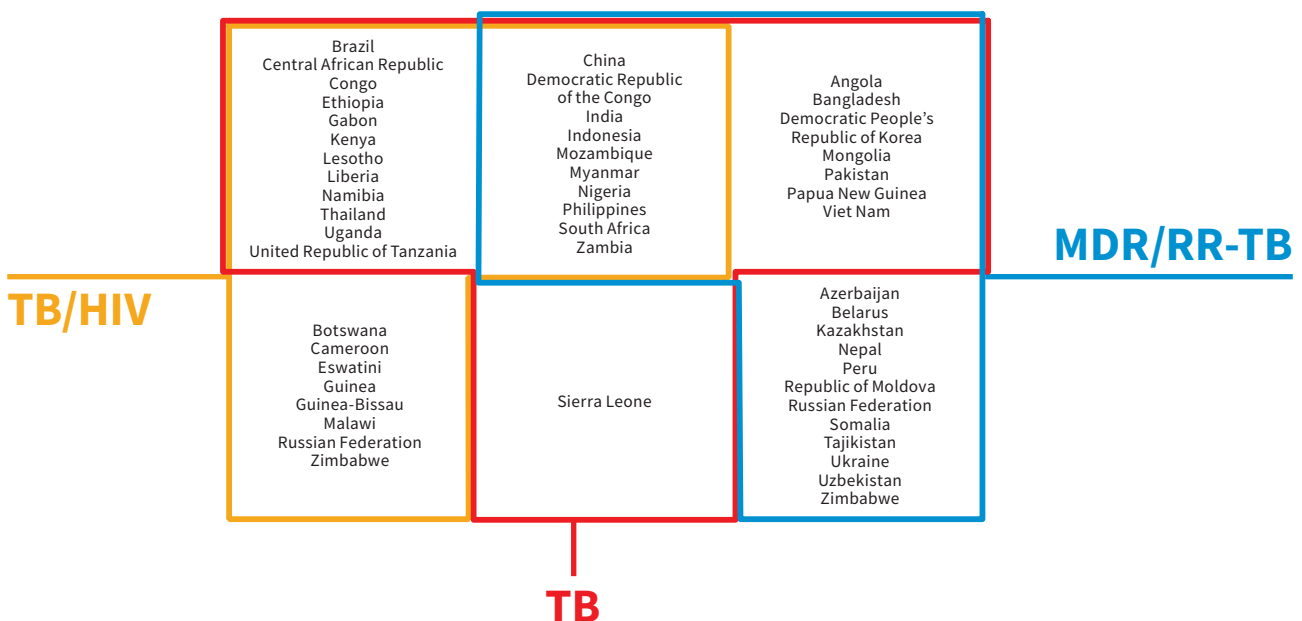 Brazil
Central African Republic
Congo
Ethiopia
Gabon
Kenya
Lesotho
Liberia
Namibia
Thailand
Uganda
United Republic of Tanzania
China
Democratic Republic
of the Congo
India
Indonesia
Mozambique
Myanmar
Nigeria
Philippines
South Africa
Zambia
Angola
Bangladesh
Democratic People's
Republic of Korea
Mongolia
Pakistan
Papua New Guinea
Viet Nam
MDR/RR-TB
TB/HIV
Botswana
Cameroon
Eswatini
Guinea
Guinea-Bissau
Malawi
Russian Federation
Zimbabwe
Sierra Leone
Azerbaijan
Belarus
Kazakhstan
Nepal
Peru
Republic of Moldova
Russian Federation
Somalia
Tajikistan
Ukraine
Uzbekistan
Zimbabwe
TB